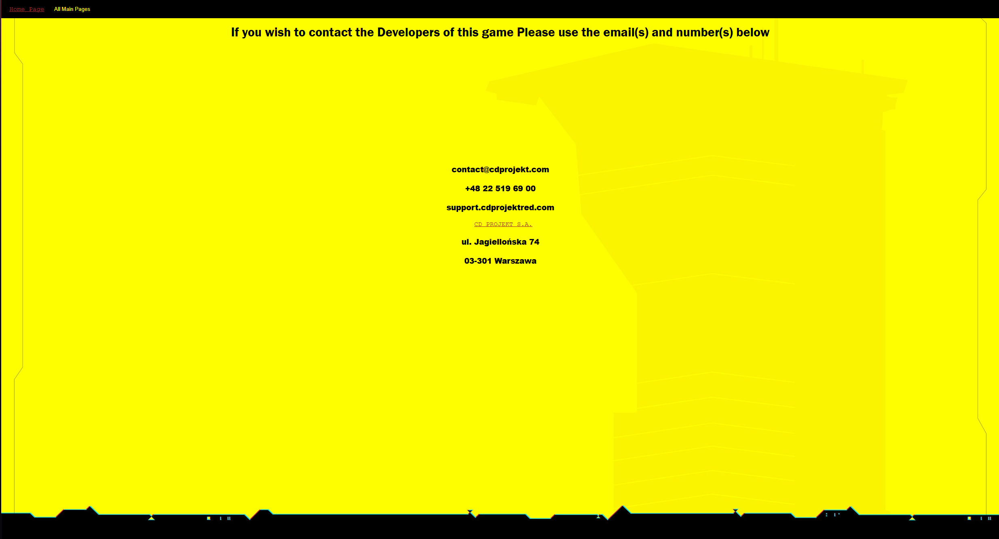 Home Page All Main Pages
If you wish to contact the Developers of this game Please use the email(s) and number(s) below
contact@cdprojekt.com
+48 22 519 69 00
support.cdprojektred.com
CD PROJEKT S.A.
ul. Jagiellońska 74
03-301 Warszawa